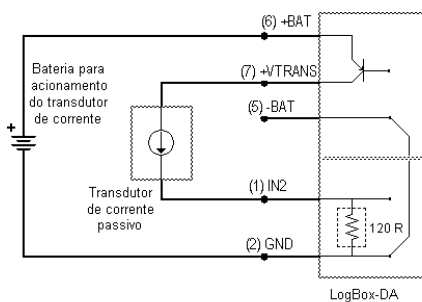 (6) +BAT
Bateria para
acionamento
do transdutor
de corrente
(7) +VTRANS
(5) -BAT
+
Transdutor
de corrente
passivo
(1) IN2
120 R
(2) GND
LogBox-DA